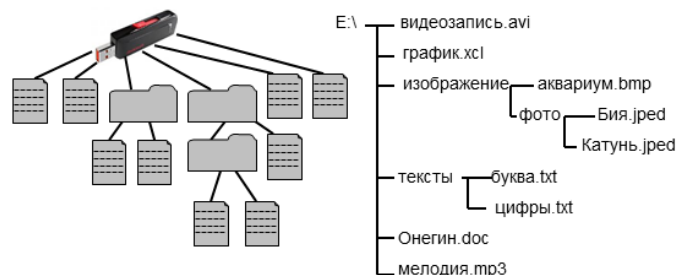 E:\ видеозапись.avi
график.xcl
изображение аквариум.bmp
фото Бия.jped
Катунь.jped
тексты буква.txt
цифры.txt
Онегин.doc
мелодия.mp3